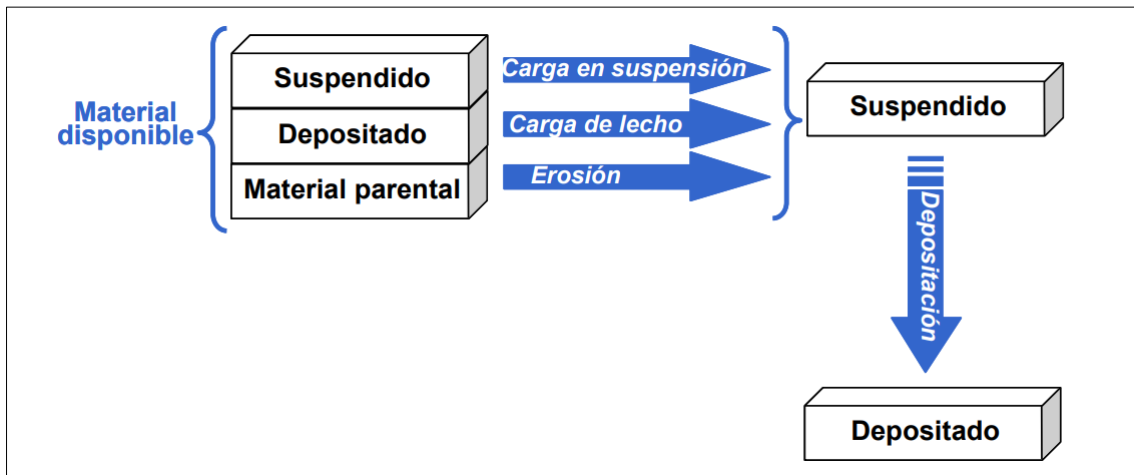 Material
disponible
Suspendido
Depositado
Material parental
Carga en suspensión
Carga de lecho
Erosión
Suspendido
Depositación
Depositado